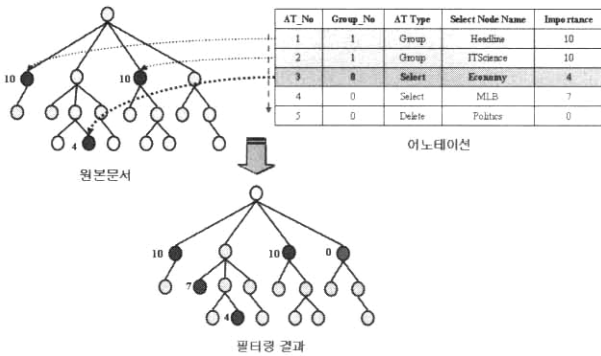 AT_No Group_No AT Type Select Node Name Importance
1 1 Group Headline 10
2 1 Group ITScience 10
3 0 Select Economy 4
4 0 Select MLB 7
5 0 Delete Politics 0
어노테이션
10
10
4
원본문서
10
10
0
7
4
필터링 결과